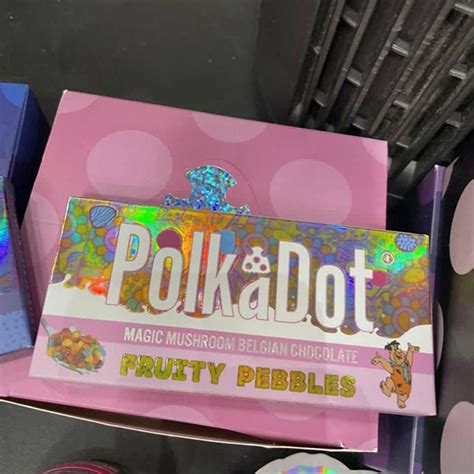 PolkaDot
MAGIC MUSHROOM BELGIAN CHOCOLATE
FRUITY PEBBLES